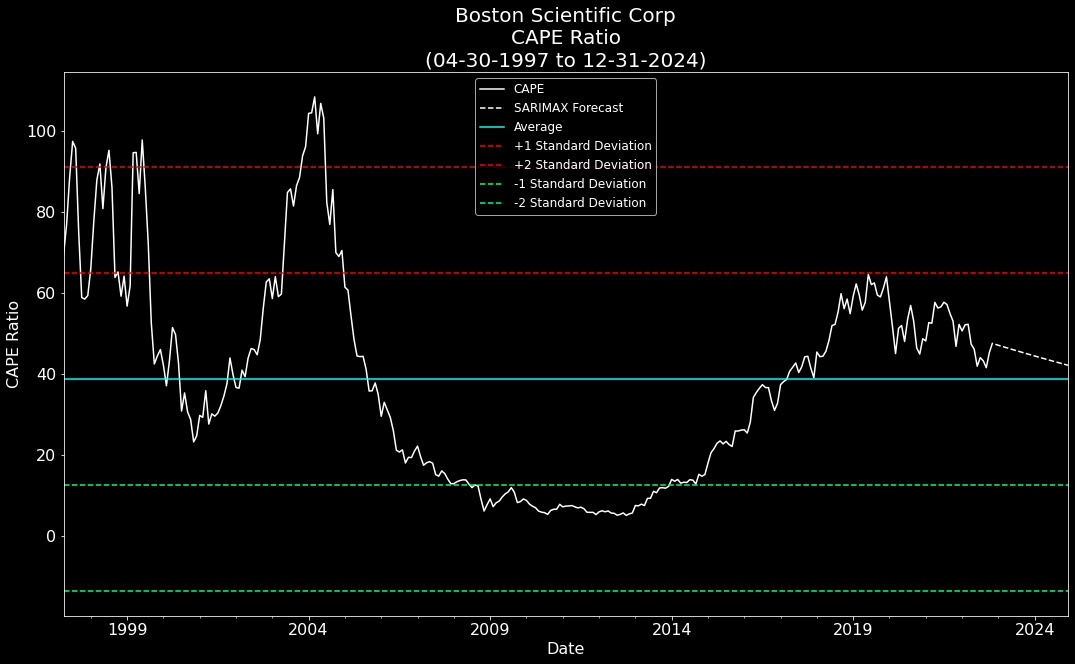 Boston Scientific Corp
CAPE Ratio
(04-30-1997 to 12-31-2024)
CAPE
SARIMAX Forecast
Average
+1 Standard Deviation
+2 Standard Deviation
-1 Standard Deviation
-2 Standard Deviation
CAPE Ratio
100
80
60
40
20
0
1999 2004 2009 2014 2019 2024
Date